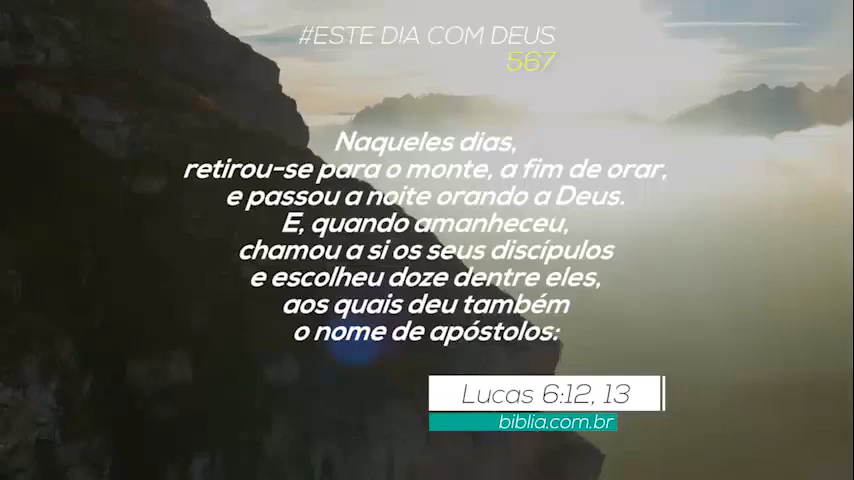 #ESTE DIA COM DEUS
567
Naqueles dias,
retirou-se para o monte, a fim de orar,
e passou a noite orando a Deus.
E, quando amanheceu,
chamou a si os seus discípulos
e escolheu doze dentre eles,
aos quais deu também
o nome de apóstolos:
Lucas 6:12, 13
biblia.com.br